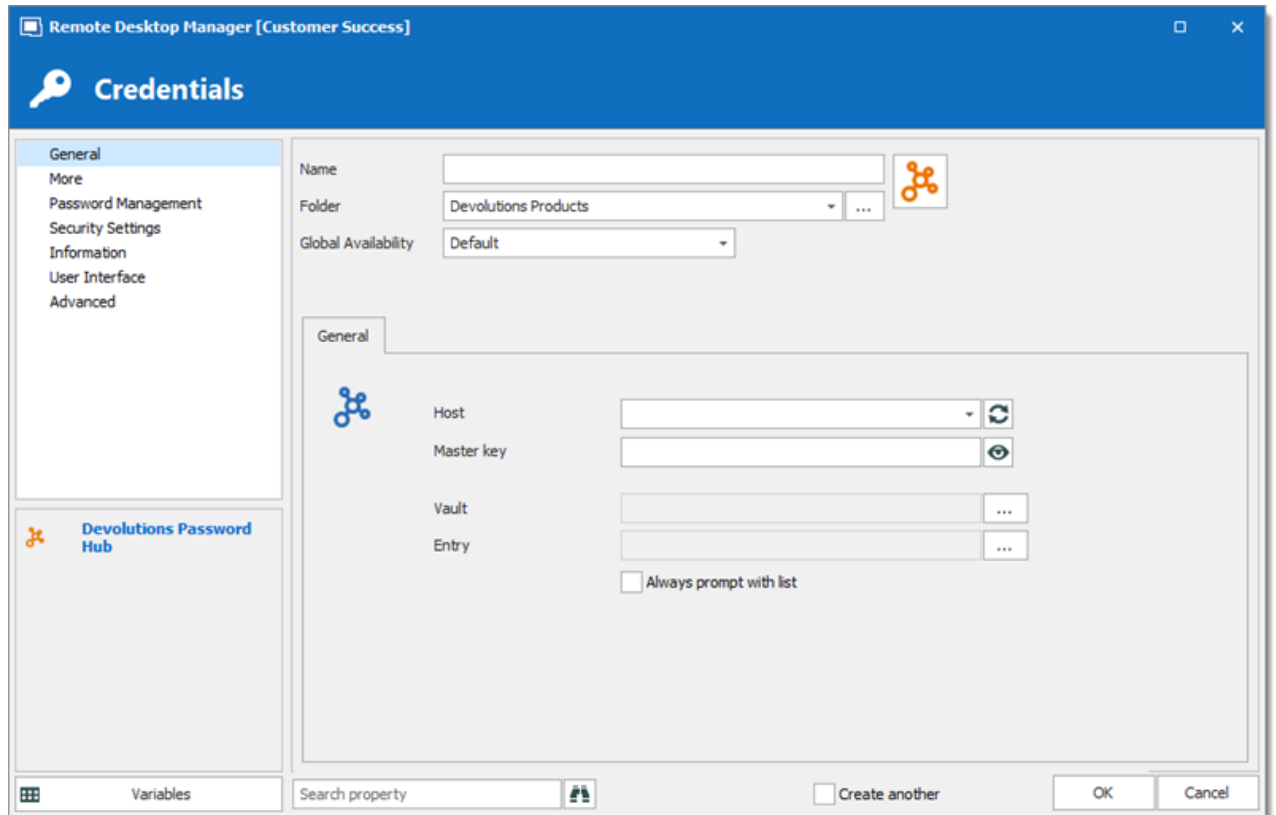 Remote Desktop Manager [Customer Success]
Credentials
General
More
Password Management
Security Settings
Information
User Interface
Advanced
Devolutions Password
Hub
Variables
Name
Folder
Devolutions Products
...
Global Availability
Default
General
Host
Master key
Vault
...
Entry
...
Always prompt with list
Search property
Create another
OK
Cancel